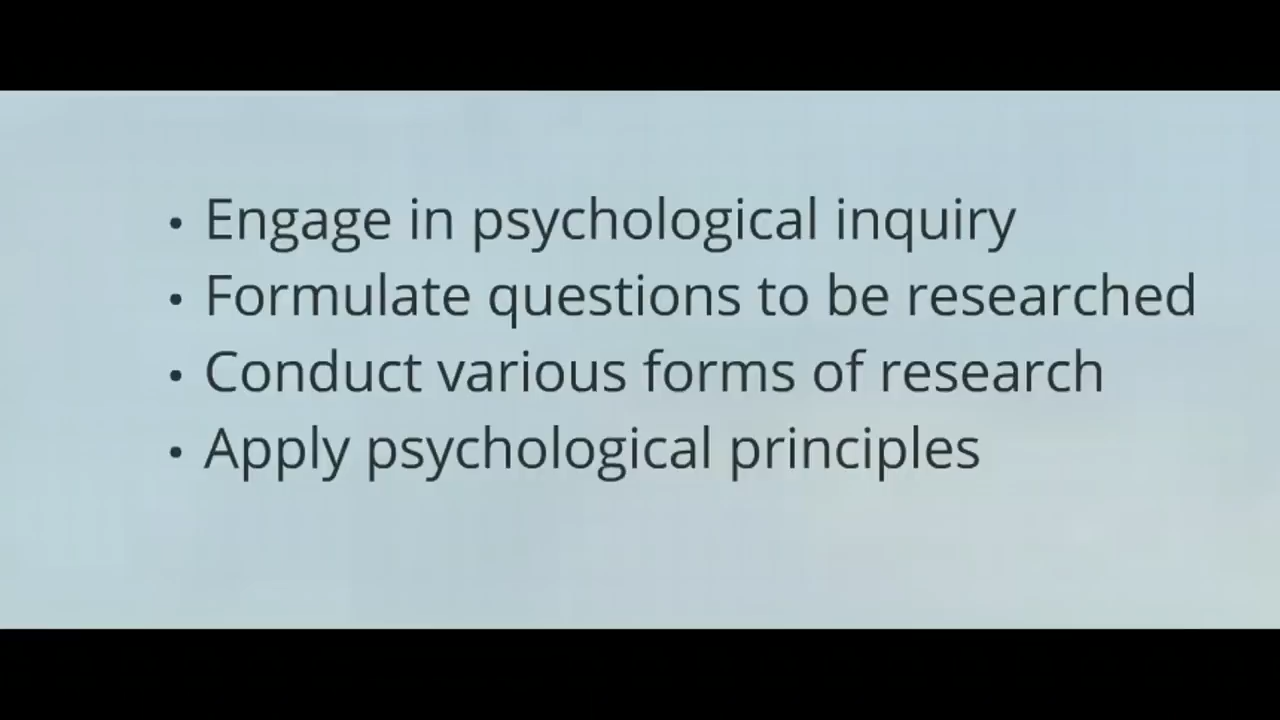 • Engage in psychological inquiry
• Formulate questions to be researched
• Conduct various forms of research
• Apply psychological principles